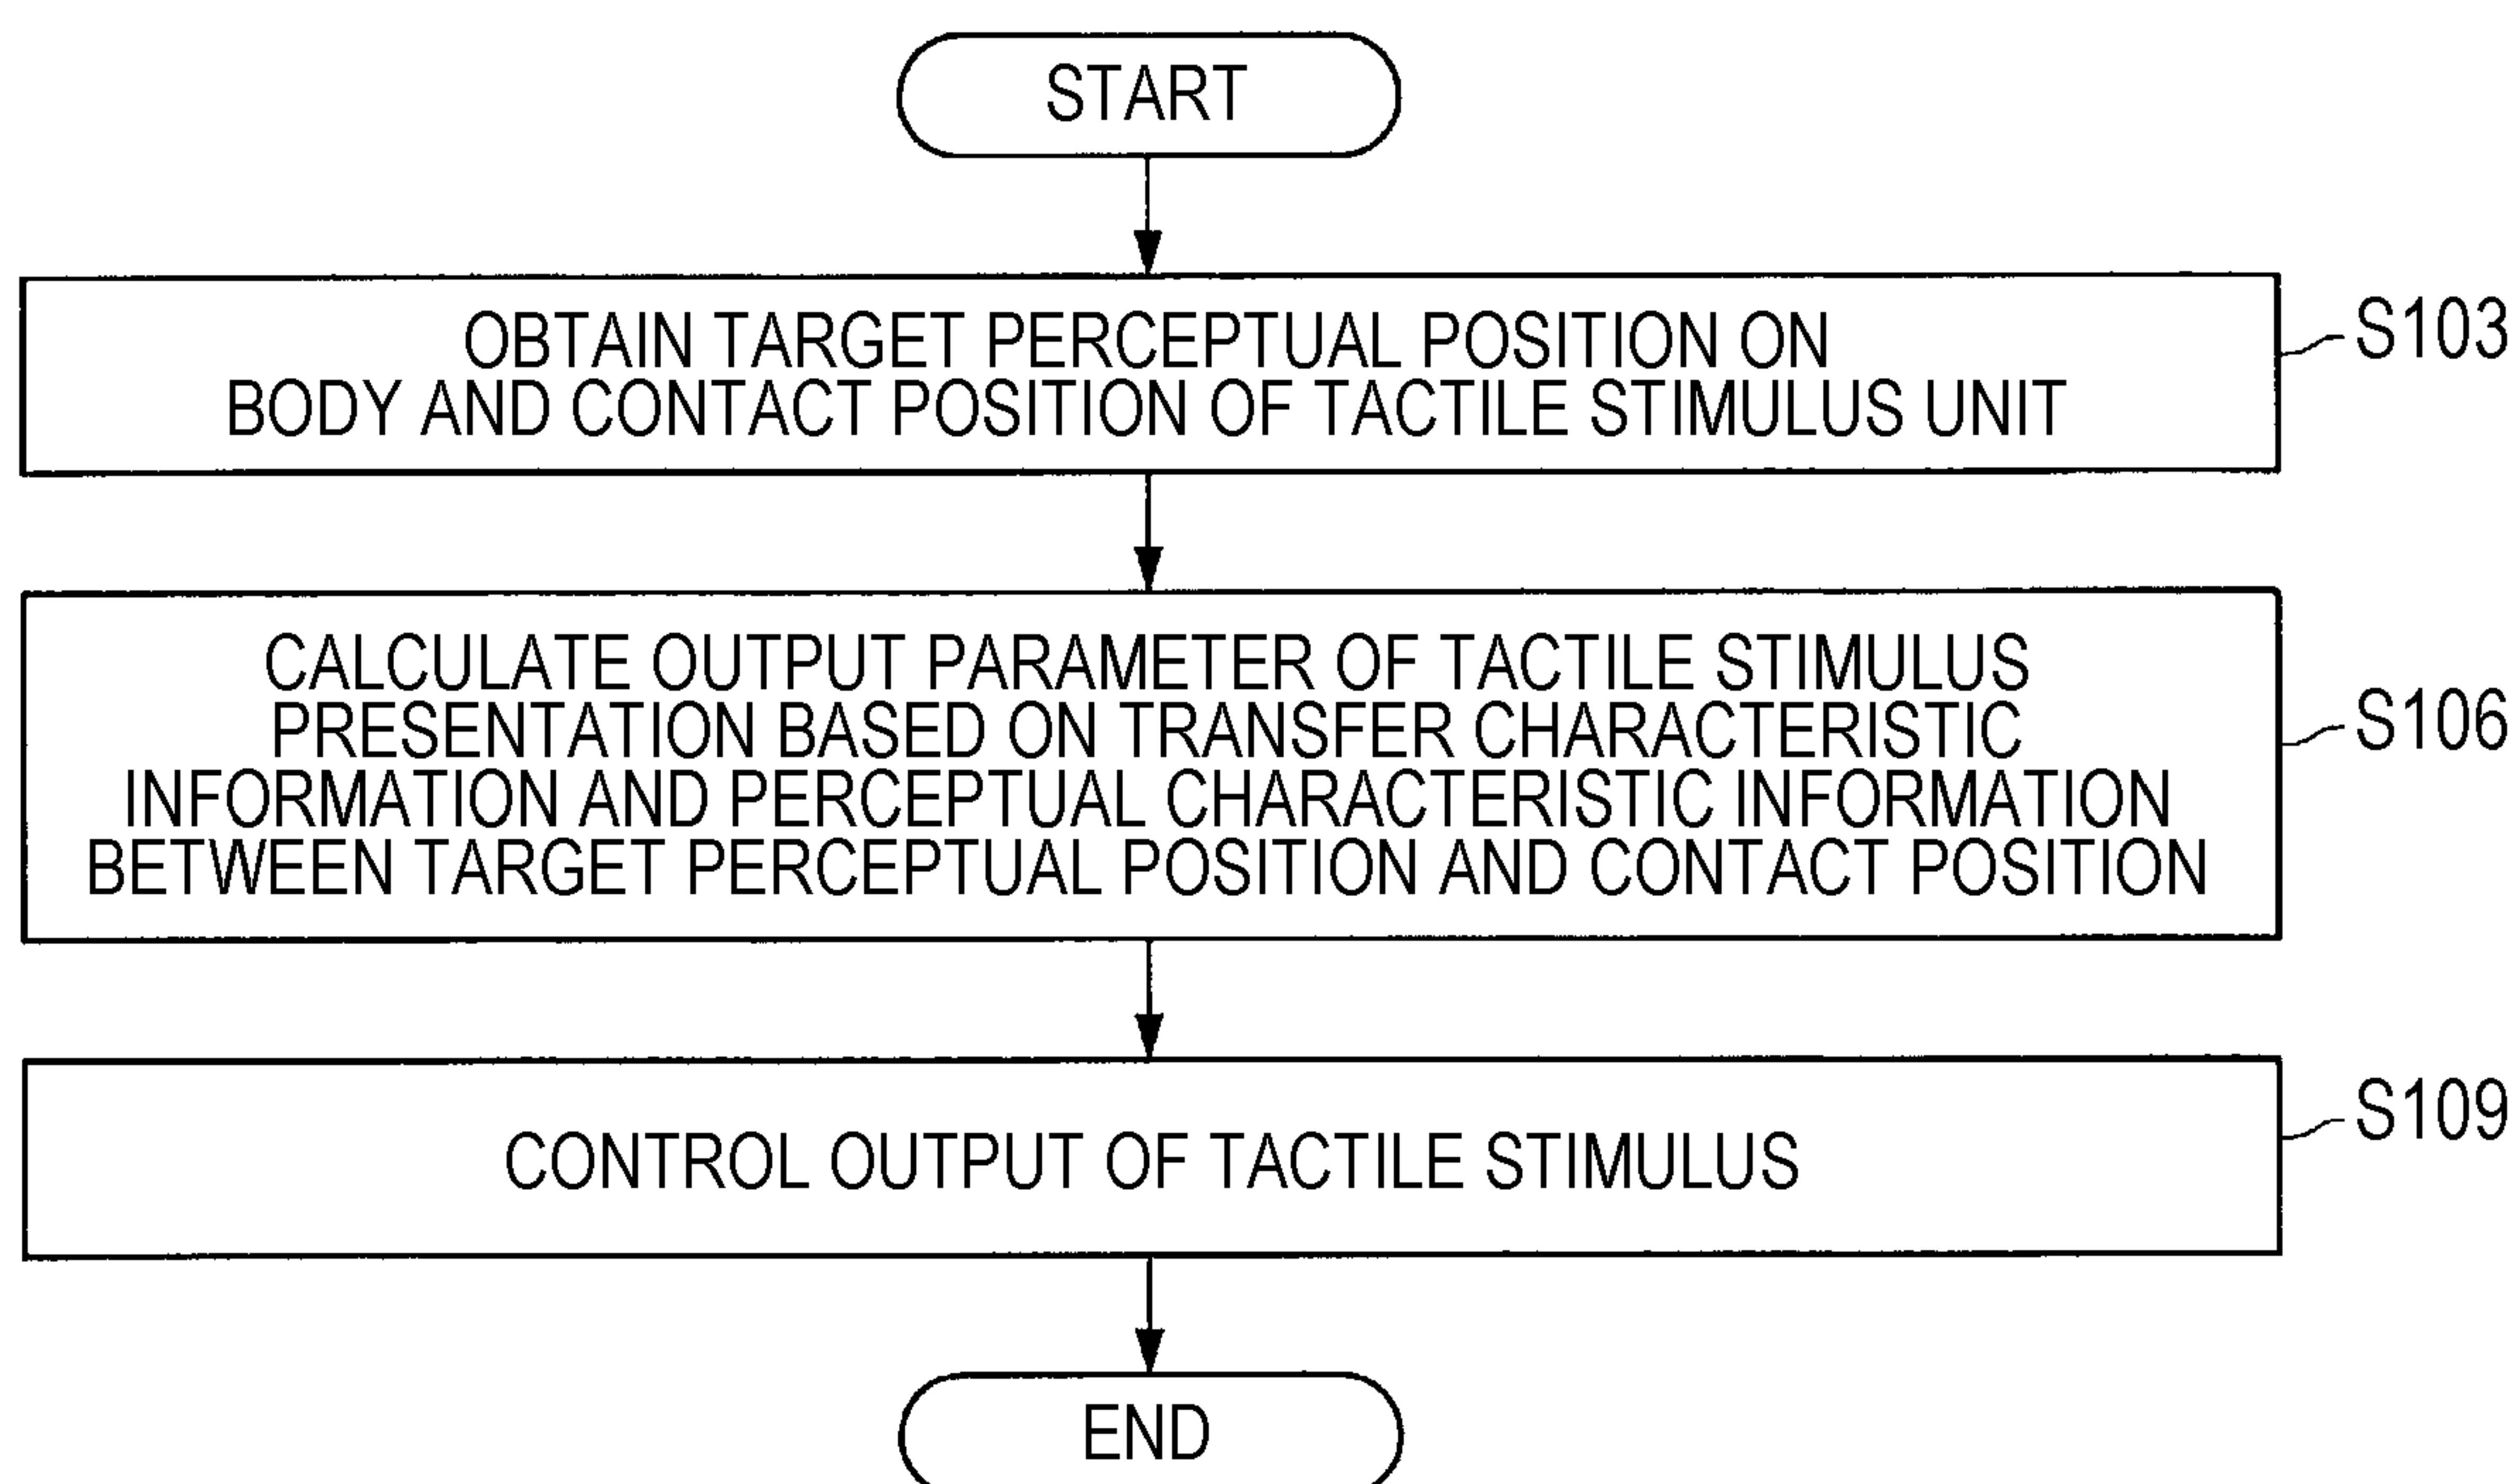 START
OBTAIN TARGET PERCEPTUAL POSITION ON
BODY AND CONTACT POSITION OF TACTILE STIMULUS UNIT
S103
CALCULATE OUTPUT PARAMETER OF TACTILE STIMULUS
PRESENTATION BASED ON TRANSFER CHARACTERISTIC
INFORMATION AND PERCEPTUAL CHARACTERISTIC INFORMATION
BETWEEN TARGET PERCEPTUAL POSITION AND CONTACT POSITION
S106
CONTROL OUTPUT OF TACTILE STIMULUS
S109
END